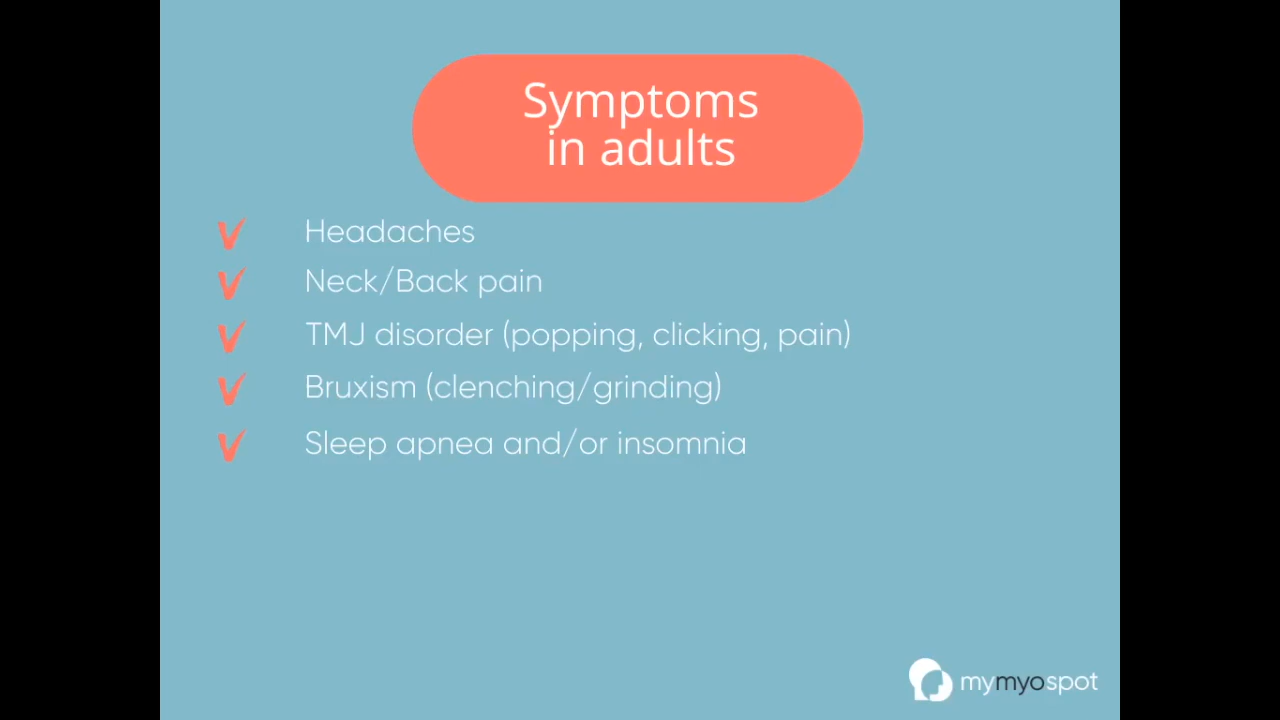 Symptoms
in adults
Headaches
Neck/Back pain
TMJ disorder (popping, clicking, pain)
Bruxism (clenching/grinding)
Sleep apnea and/or insomnia
mymyospot